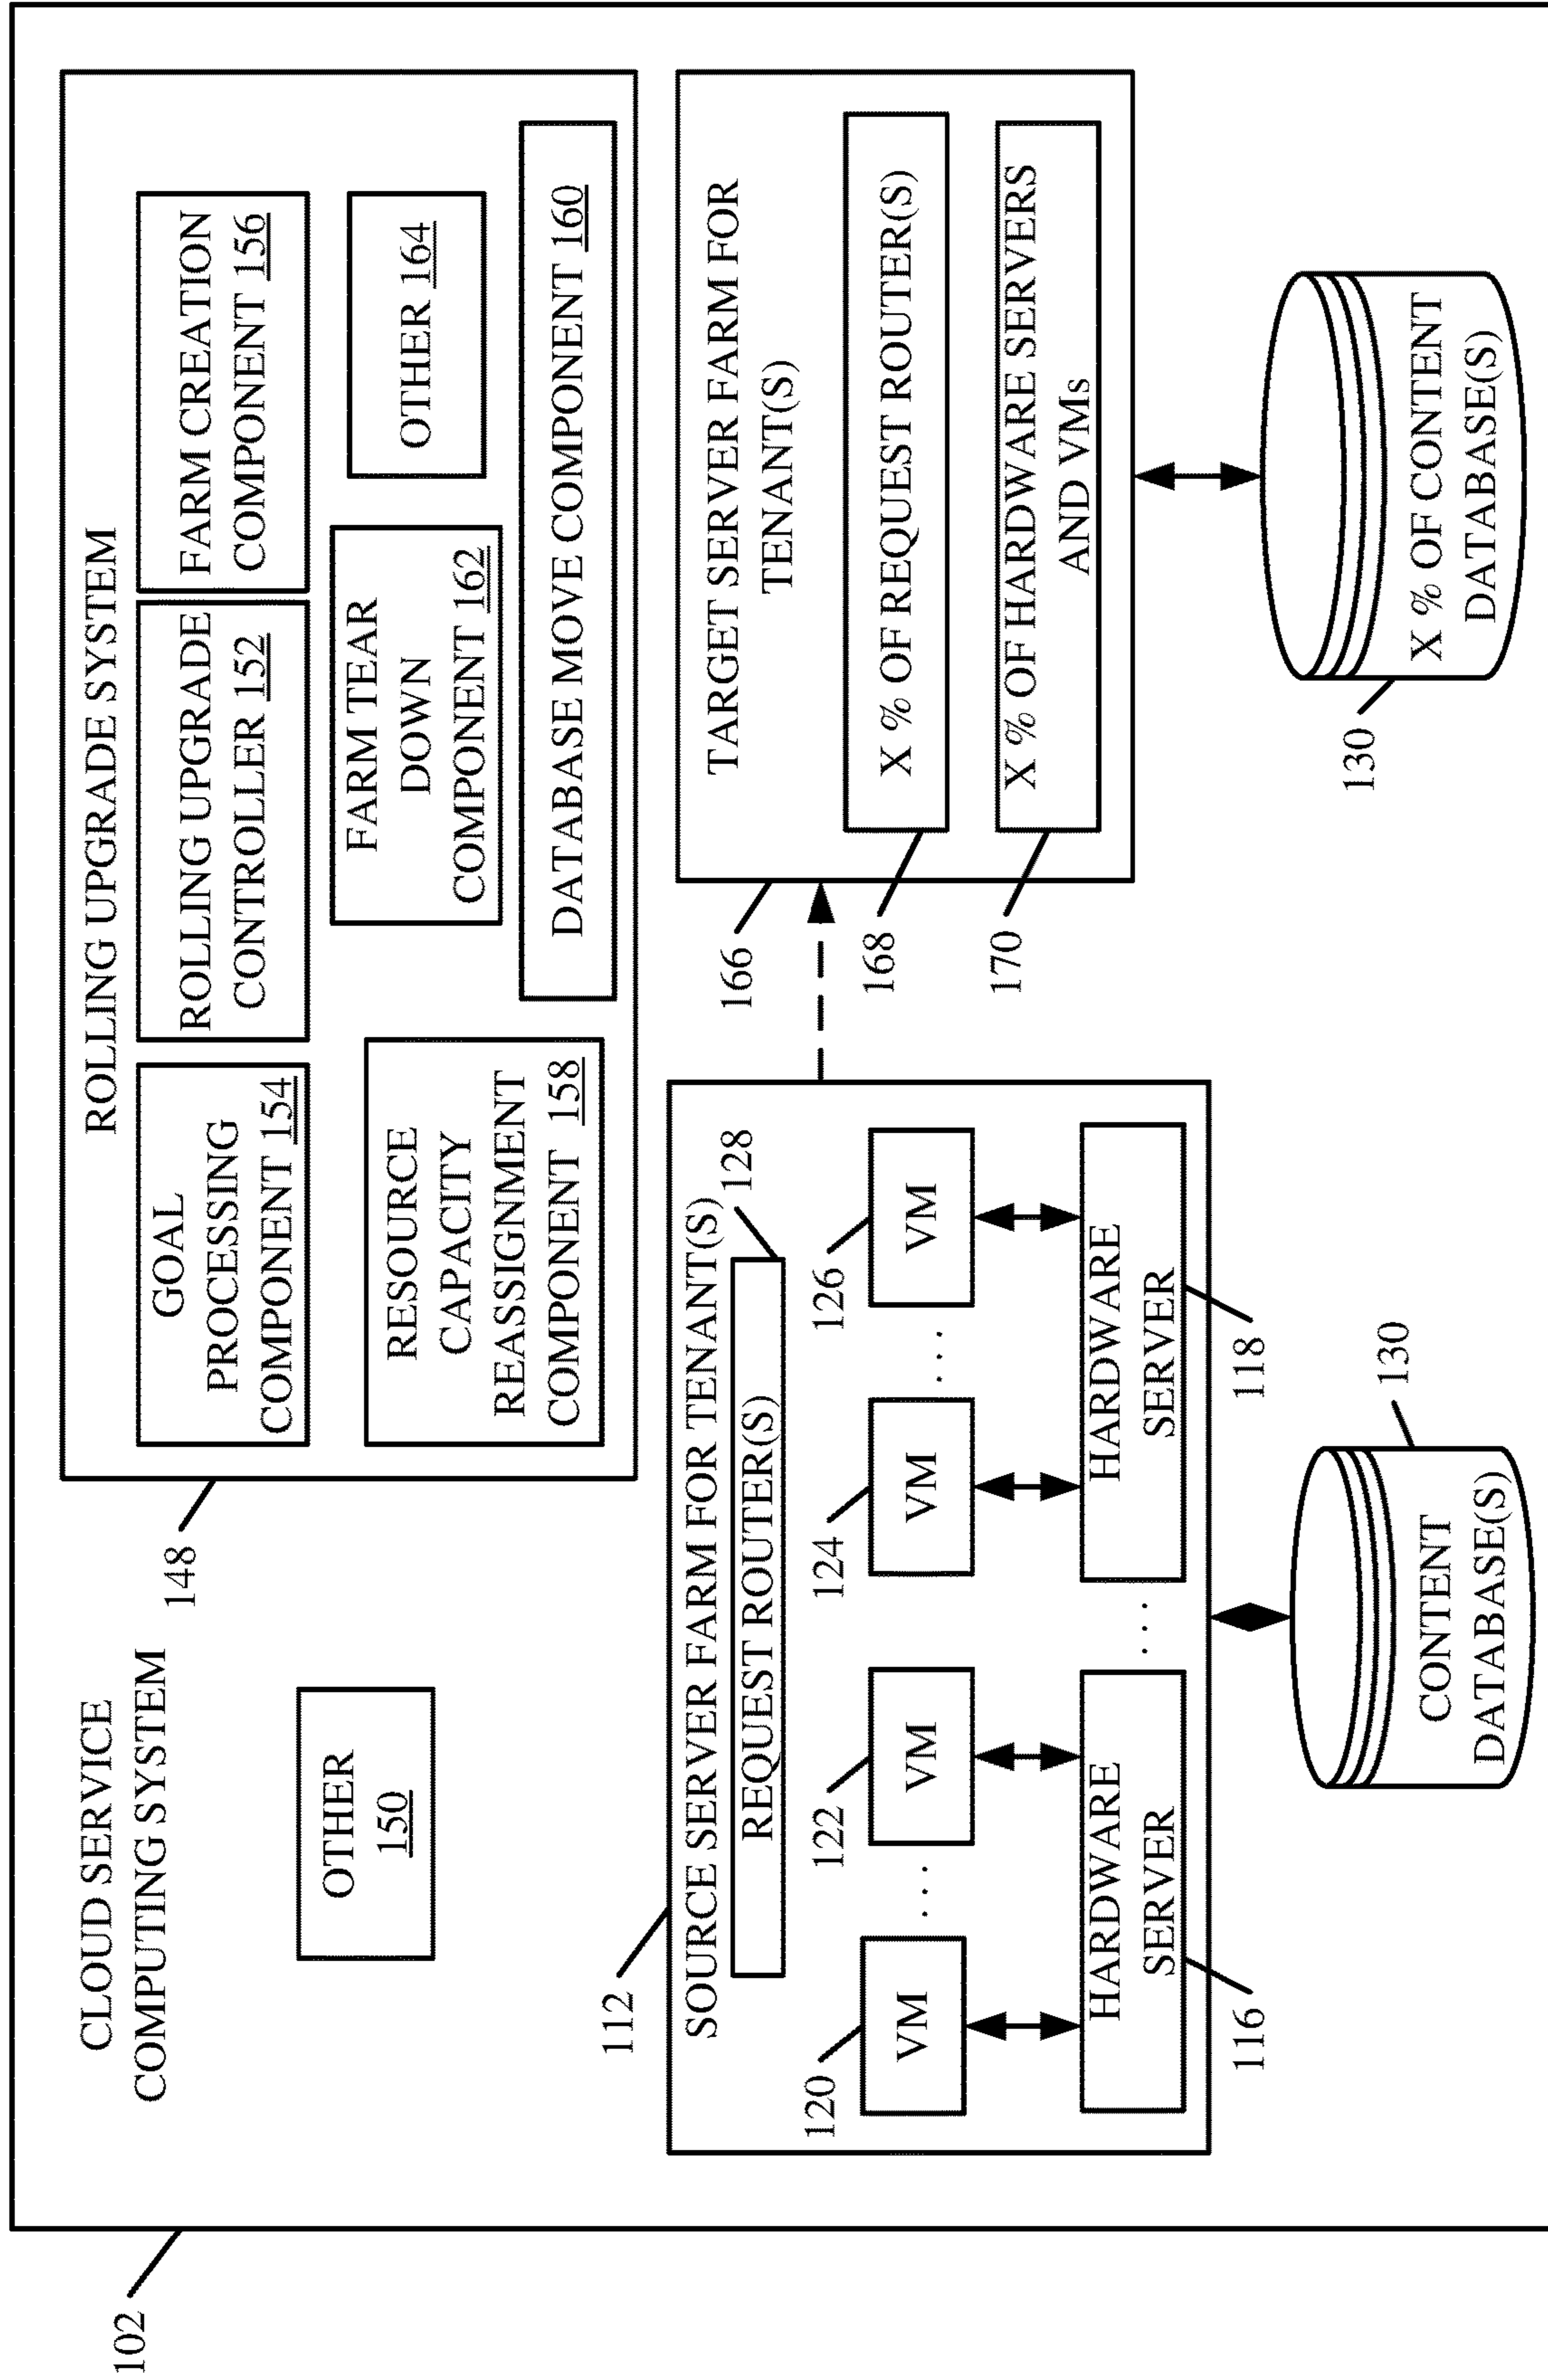 102
CLOUD SERVICE
COMPUTING SYSTEM
OTHER
150
148
ROLLING UPGRADE SYSTEM
GOAL
PROCESSING
COMPONENT 154
ROLLING UPGRADE
CONTROLLER 152
FARM CREATION
COMPONENT 156
RESOURCE
CAPACITY
REASSIGNMENT
COMPONENT 158
FARM TEAR
DOWN
COMPONENT 162
OTHER 164
DATABASE MOVE COMPONENT 160
112
SOURCE SERVER FARM FOR TENANT(S)
REQUEST ROUTER(S)
128
120
VM
...
122
VM
124
VM
...
126
VM
HARDWARE
SERVER
116
...
HARDWARE
SERVER
118
CONTENT
DATABASE(S)
130
166
TARGET SERVER FARM FOR
TENANT(S)
168
X % OF REQUEST ROUTER(S)
170
X % OF HARDWARE SERVERS
AND VMs
130
X % OF CONTENT
DATABASE(S)